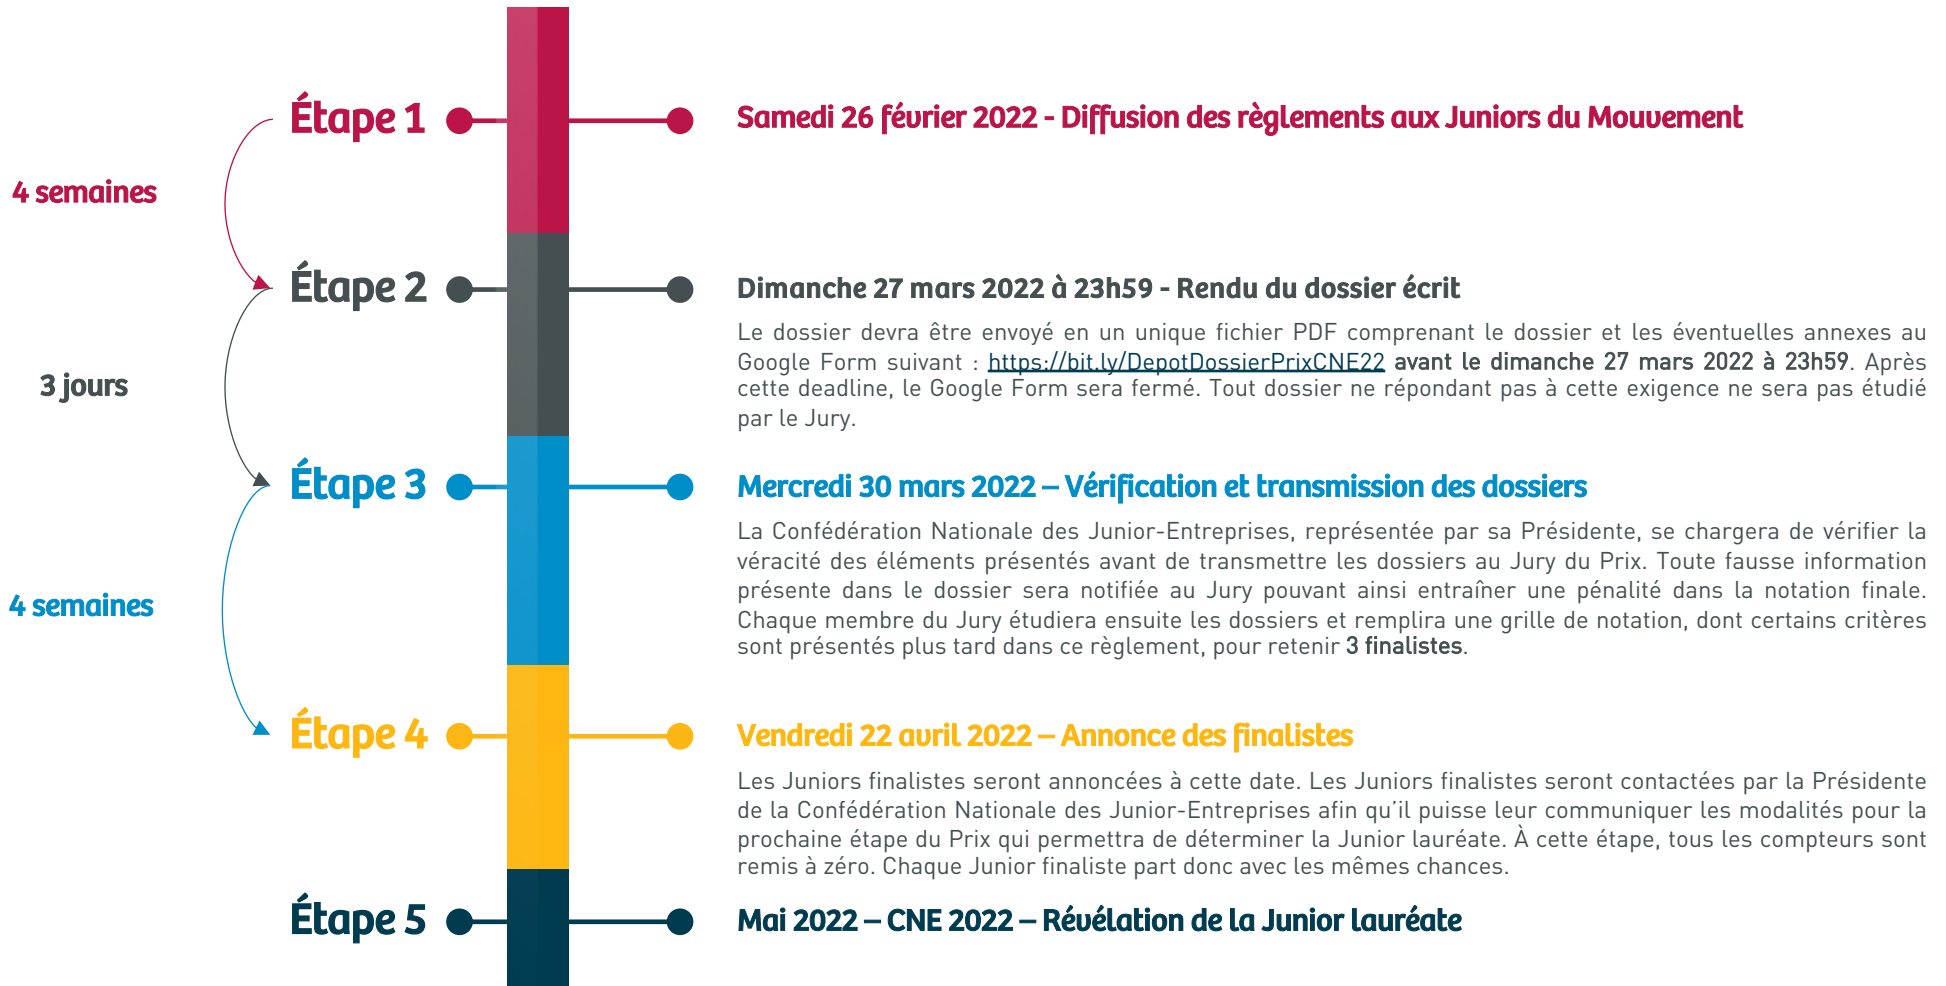 Étape 1
Samedi 26 février 2022 - Diffusion des règlements aux Juniors du Mouvement
4 semaines
Étape 2
Dimanche 27 mars 2022 à 23h59 - Rendu du dossier écrit
Le dossier devra être envoyé en un unique fichier PDF comprenant le dossier et les éventuelles annexes au
Google Form suivant : https://bit.ly/DepotDossierPrixCNE22 avant le dimanche 27 mars 2022 à 23h59. Après
cette deadline, le Google Form sera fermé. Tout dossier ne répondant pas à cette exigence ne sera pas étudié
par le Jury.
3 jours
Étape 3
Mercredi 30 mars 2022 – Vérification et transmission des dossiers
La Confédération Nationale des Junior-Entreprises, représentée par sa Présidente, se chargera de vérifier la
véracité des éléments présentés avant de transmettre les dossiers au Jury du Prix. Toute fausse information
présente dans le dossier sera notifiée au Jury pouvant ainsi entraîner une pénalité dans la notation finale.
Chaque membre du Jury étudiera ensuite les dossiers et remplira une grille de notation, dont certains critères
sont présentés plus tard dans ce règlement, pour retenir 3 finalistes.
4 semaines
Étape 4
Vendredi 22 avril 2022 – Annonce des finalistes
Les Juniors finalistes seront annoncées à cette date. Les Juniors finalistes seront contactées par la Présidente
de la Confédération Nationale des Junior-Entreprises afin qu’il puisse leur communiquer les modalités pour la
prochaine étape du Prix qui permettra de déterminer la Junior lauréate. À cette étape, tous les compteurs sont
remis à zéro. Chaque Junior finaliste part donc avec les mêmes chances.
Étape 5
Mai 2022 – CNE 2022 – Révélation de la Junior lauréate